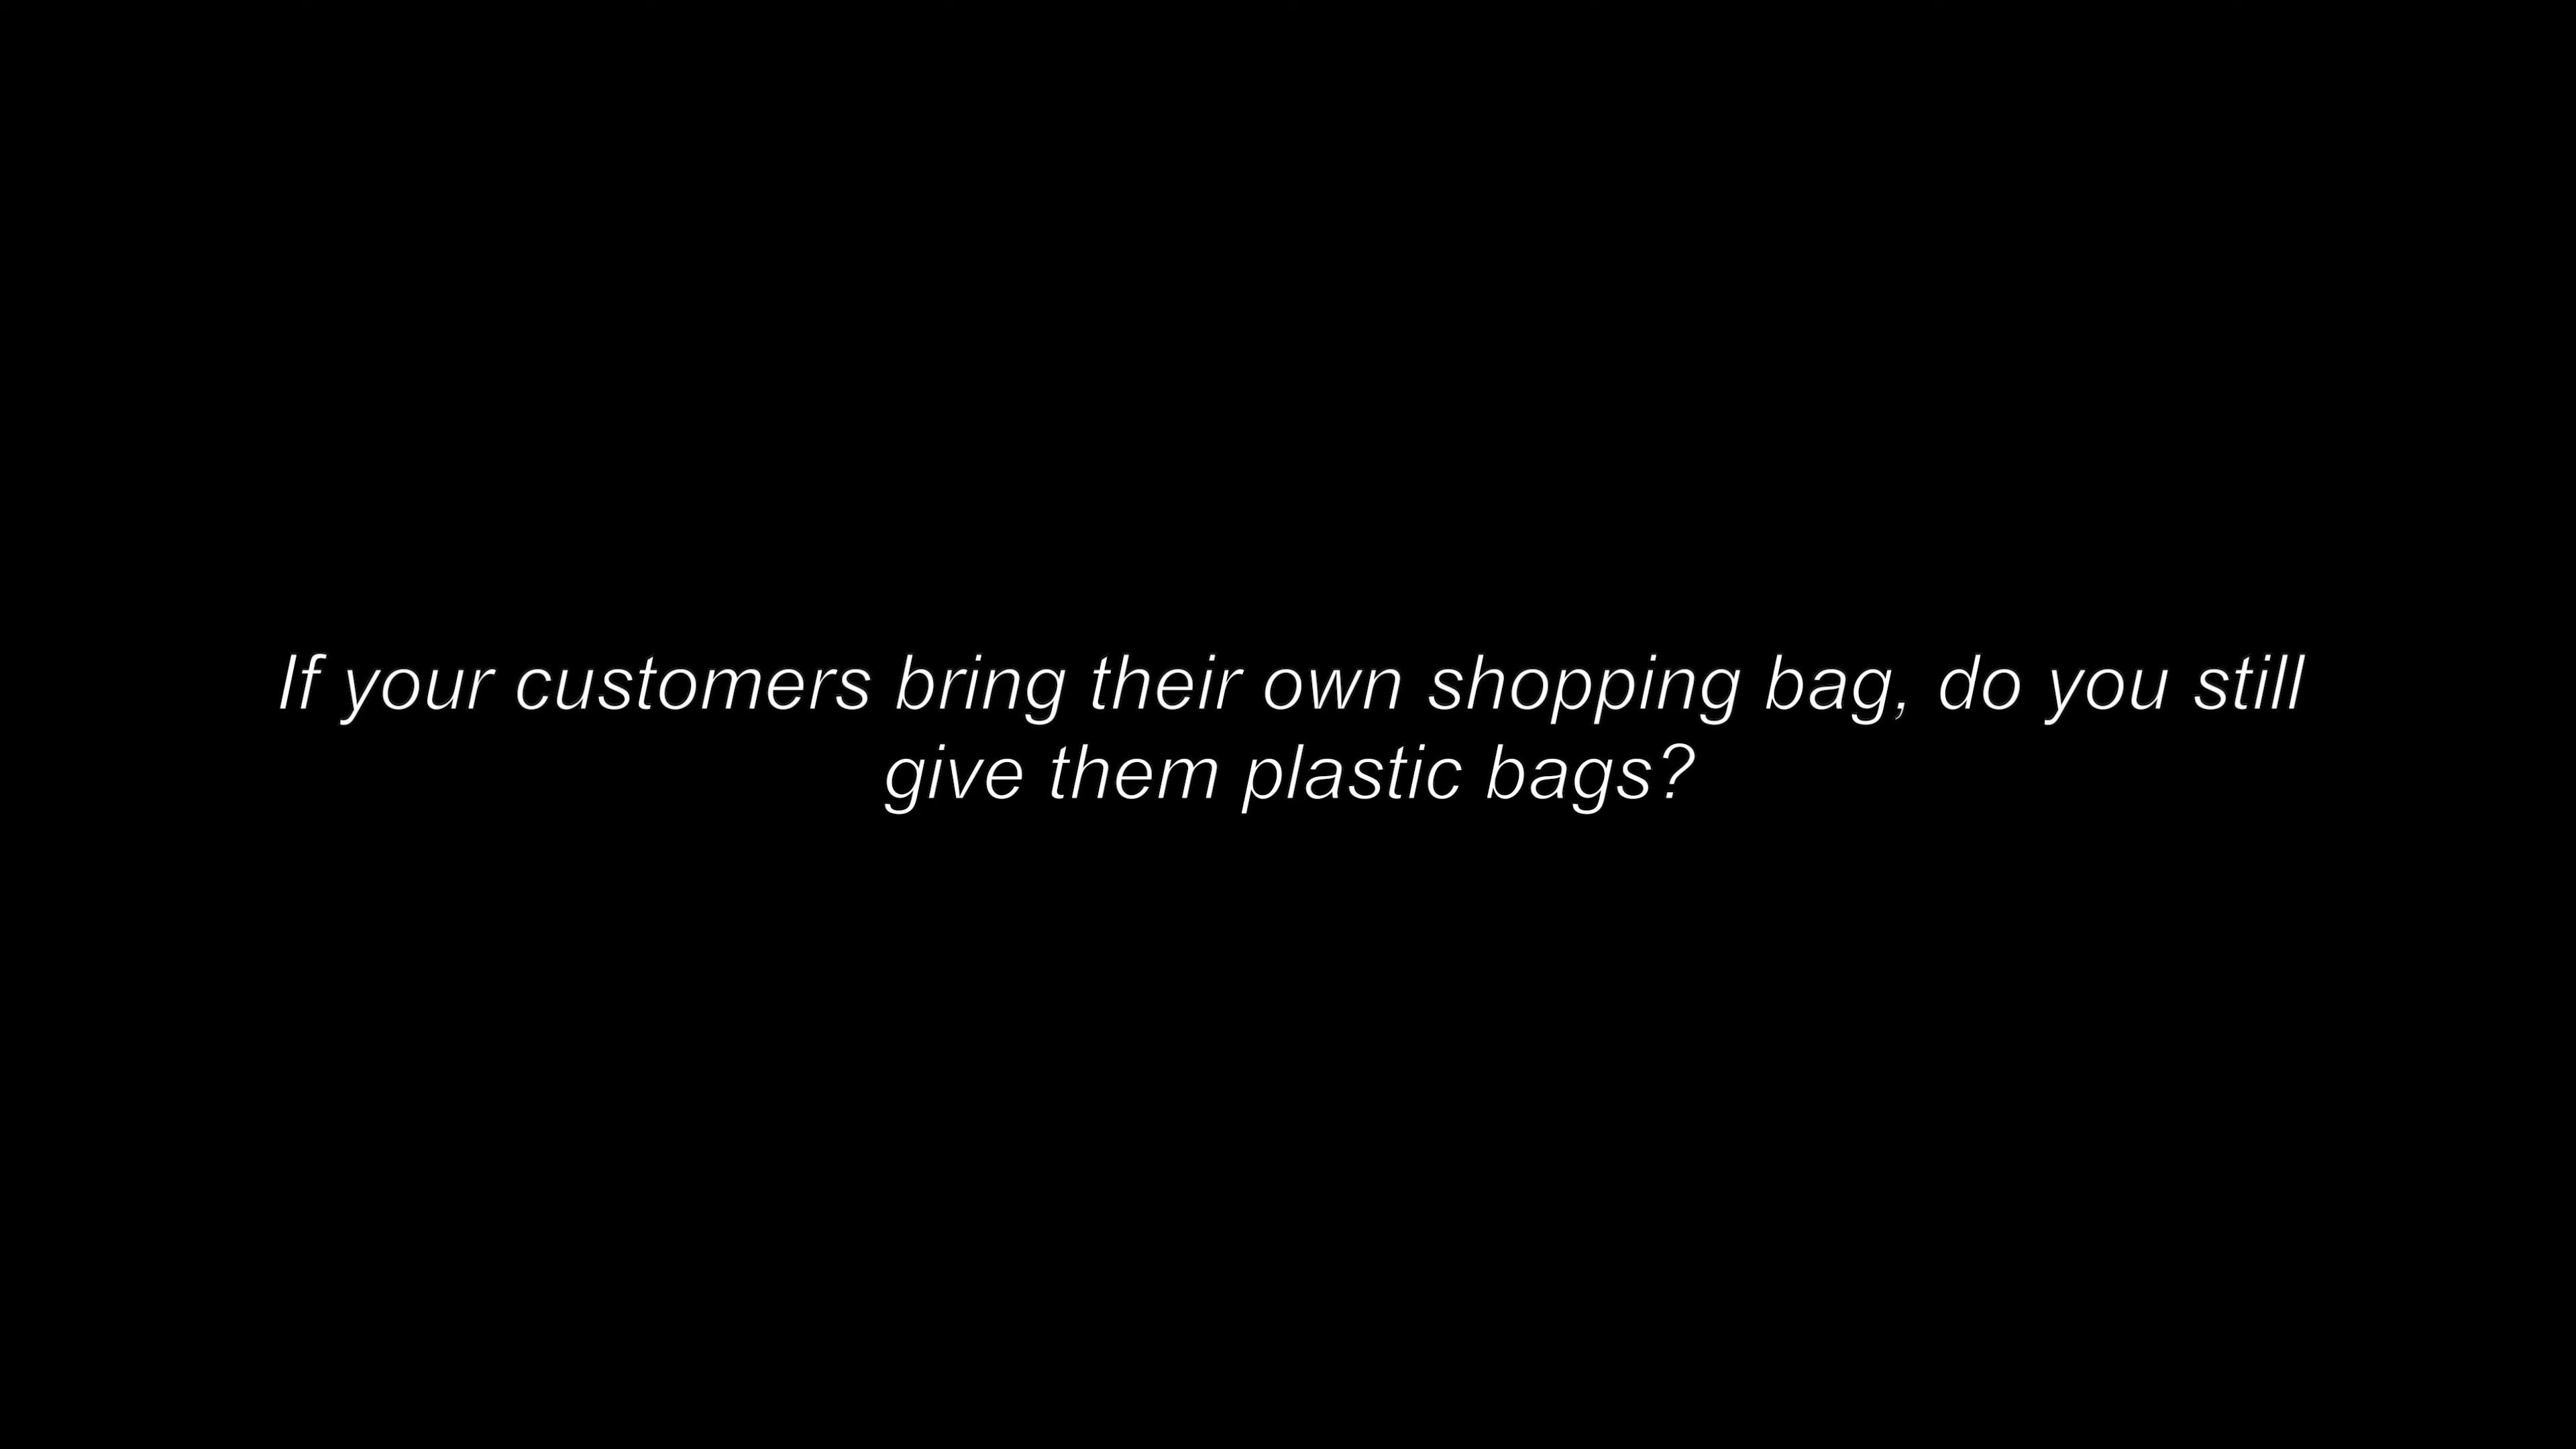 If your customers bring their own shopping bag, do you still
give them plastic bags?